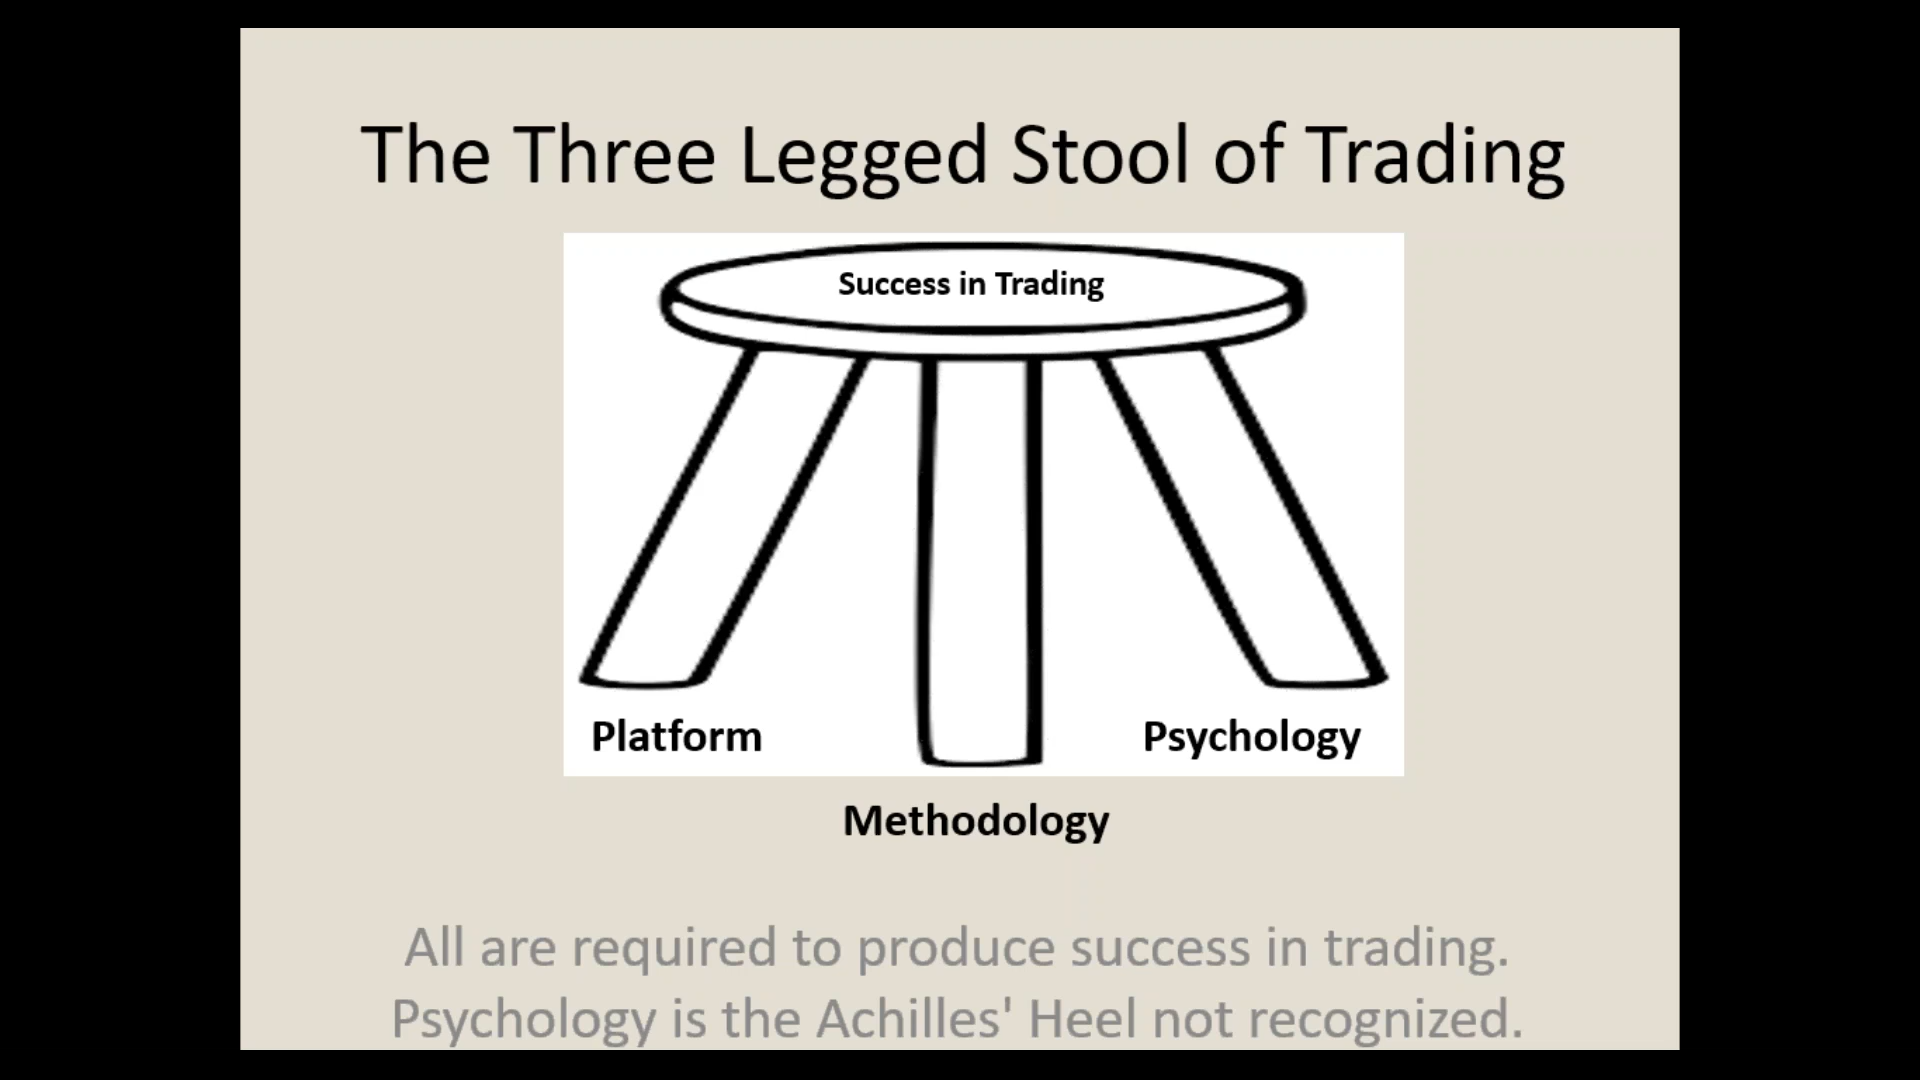 The Three Legged Stool of Trading
Success in Trading
Platform
Psychology
Methodology
All are required to produce success in trading.
Psychology is the Achilles' Heel not recognized.